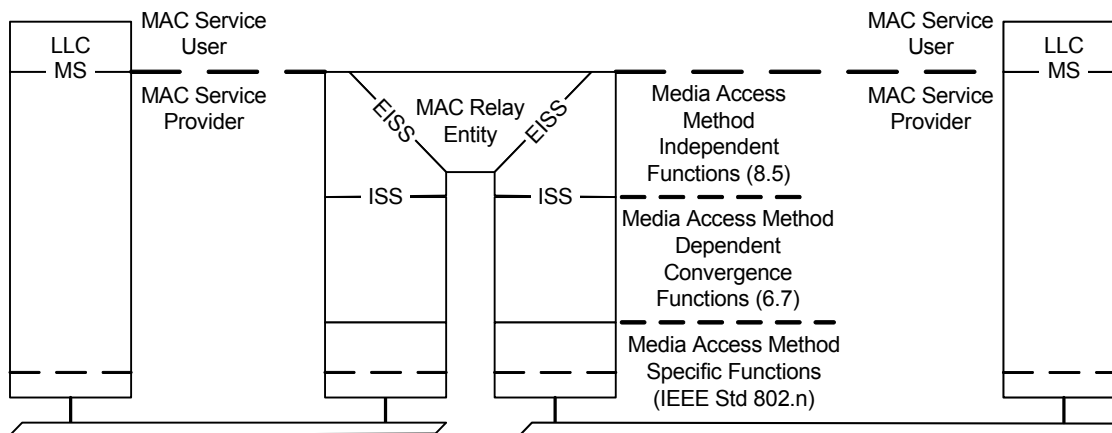 MAC Service
User
LLC
MS
MAC Service
Provider
EISS
MAC Relay
Entity
EISS
ISS
ISS
Media Access
Method
Independent
Functions (8.5)
Media Access Method
Dependent
Convergence
Functions (6.7)
Media Access Method
Specific Functions
(IEEE Std 802.n)
MAC Service
User
MAC Service
Provider
LLC
MS